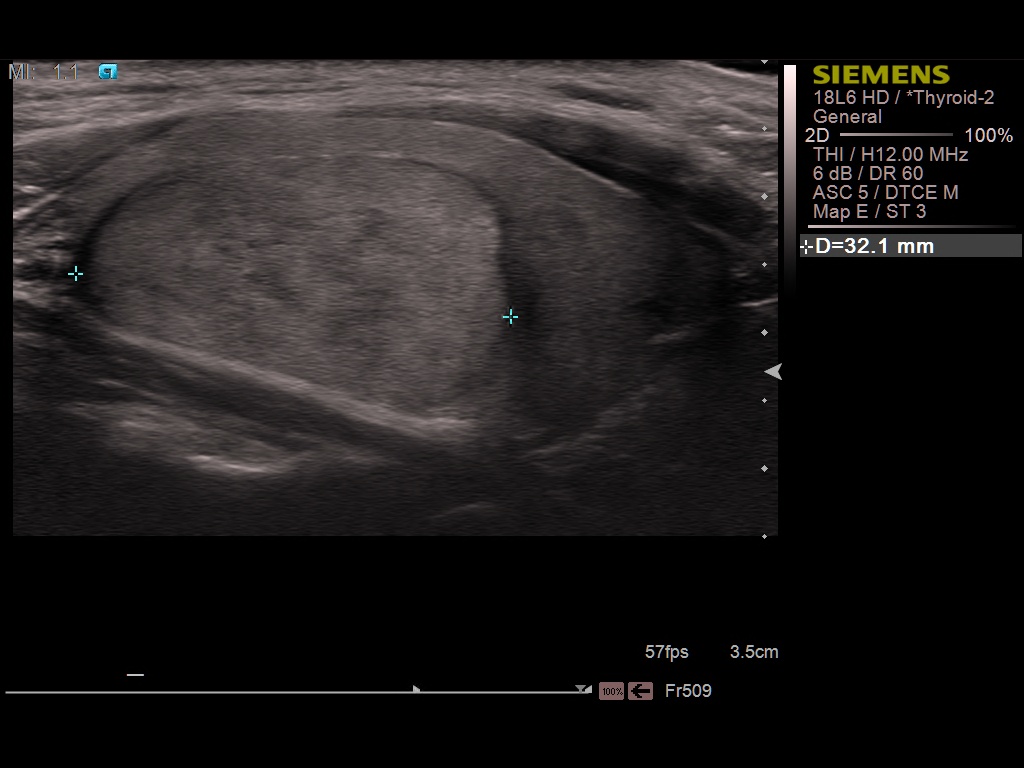 MI: 1.1
SIEMENS
18L6 HD / *Thyroid-2
General
2D 100%
THI / H12.00 MHz
6 dB / DR 60
ASC 5 / DTCE M
Map E / ST 3
D=32.1 mm
57fps 3.5cm
100% Fr509